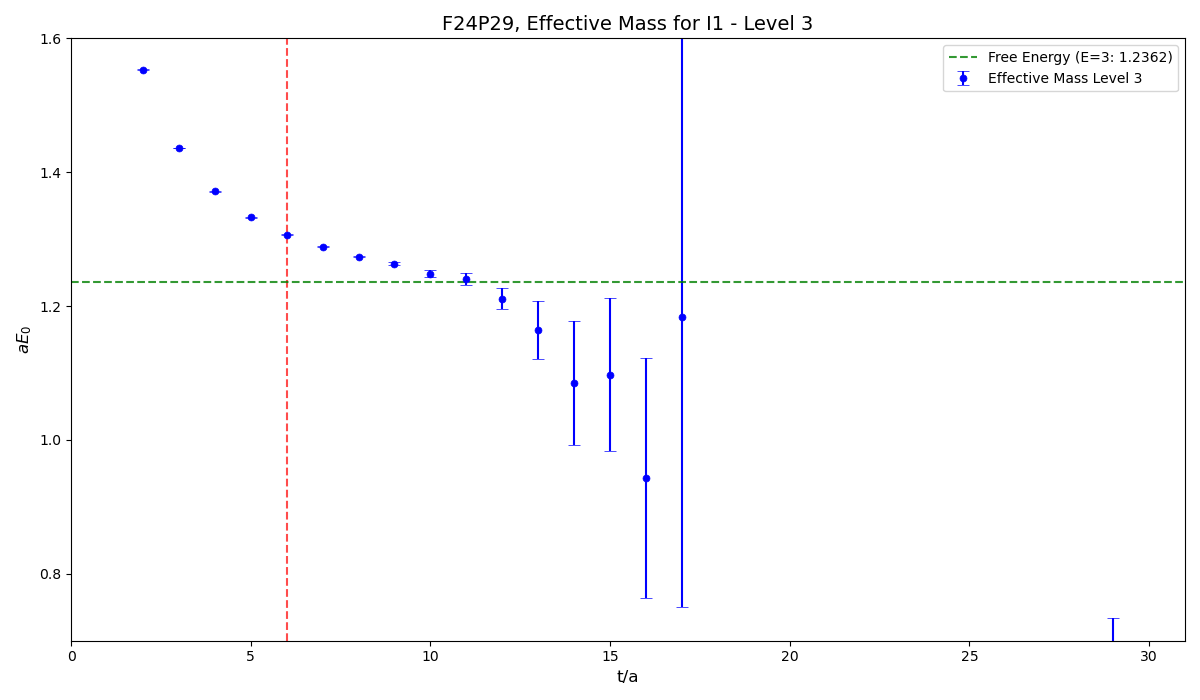 F24P29, Effective Mass for I1 - Level 3
Free Energy (E=3: 1.2362)
Effective Mass Level 3
aE₀
1.6
1.4
1.2
1.0
0.8
0
5
10
15
20
25
30
t/a